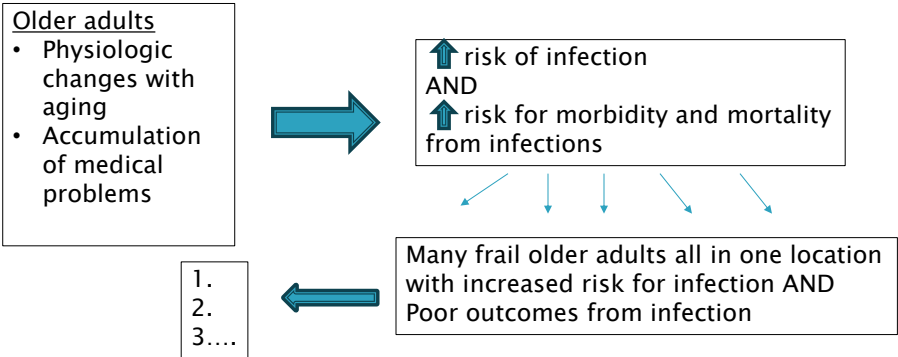 Older adults
• Physiologic
changes with
aging
• Accumulation
of medical
problems
risk of infection
AND
risk for morbidity and mortality
from infections
Many frail older adults all in one location
with increased risk for infection AND
Poor outcomes from infection
1.
2.
3….